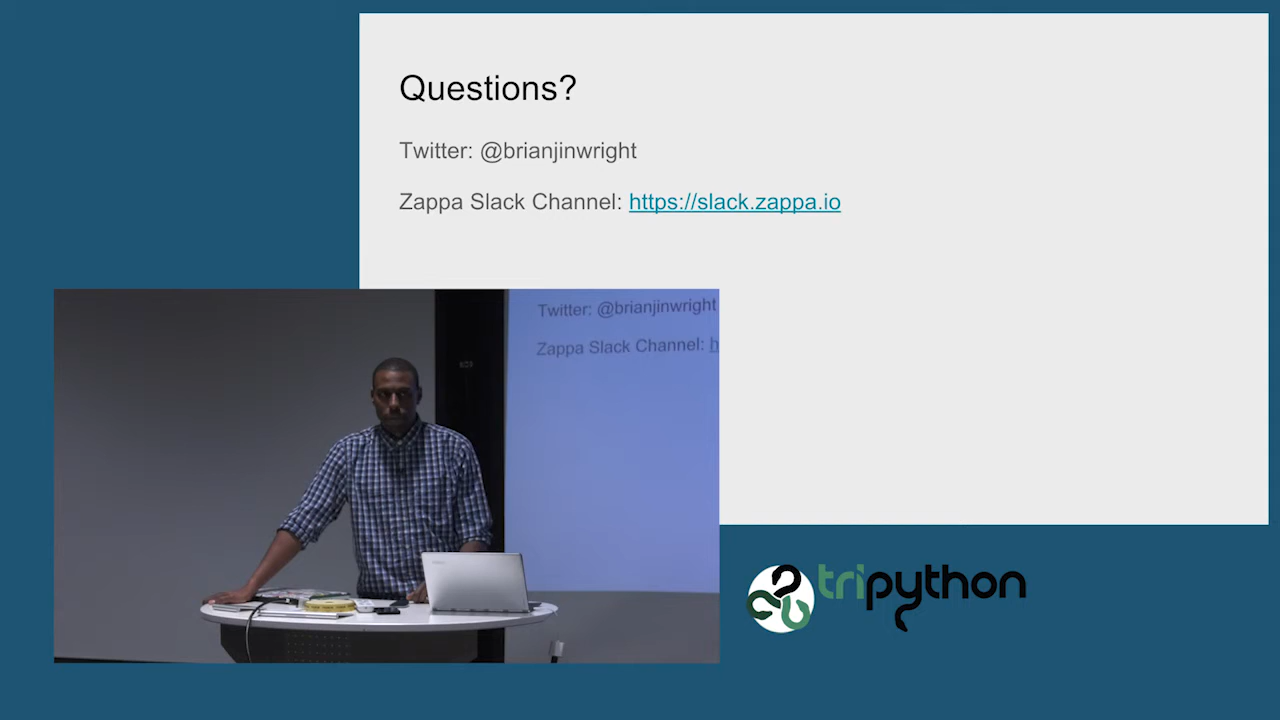 Questions?
Twitter: @brianjinwright
Zappa Slack Channel: https://slack.zappa.io
Twitter: @brianjinwright
Zappa Slack Channel: h
tripython